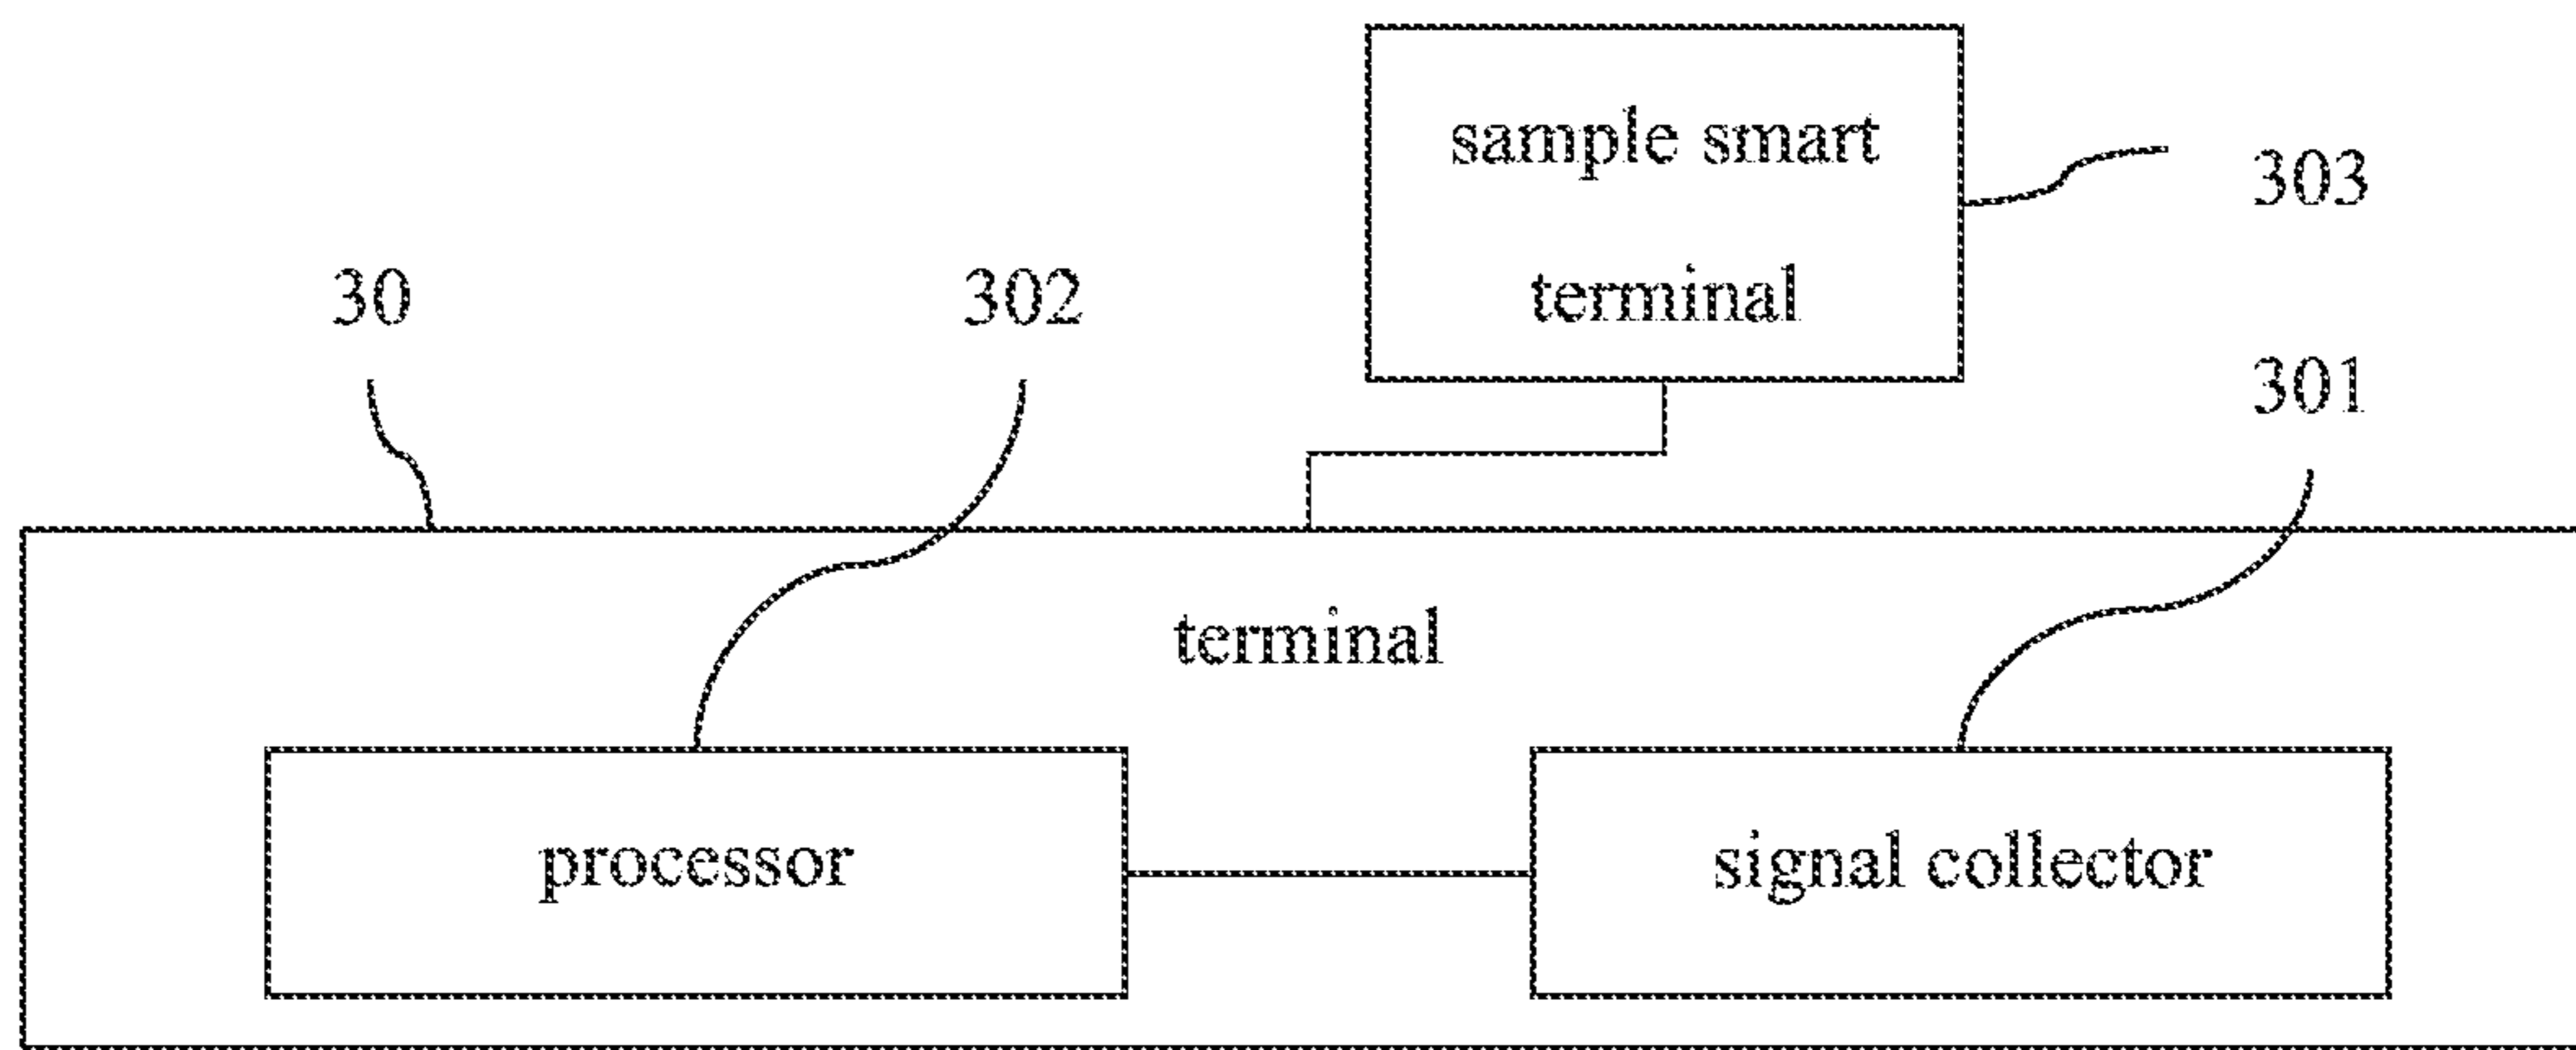 sample smart
terminal
303
30
302
301
terminal
processor
signal collector